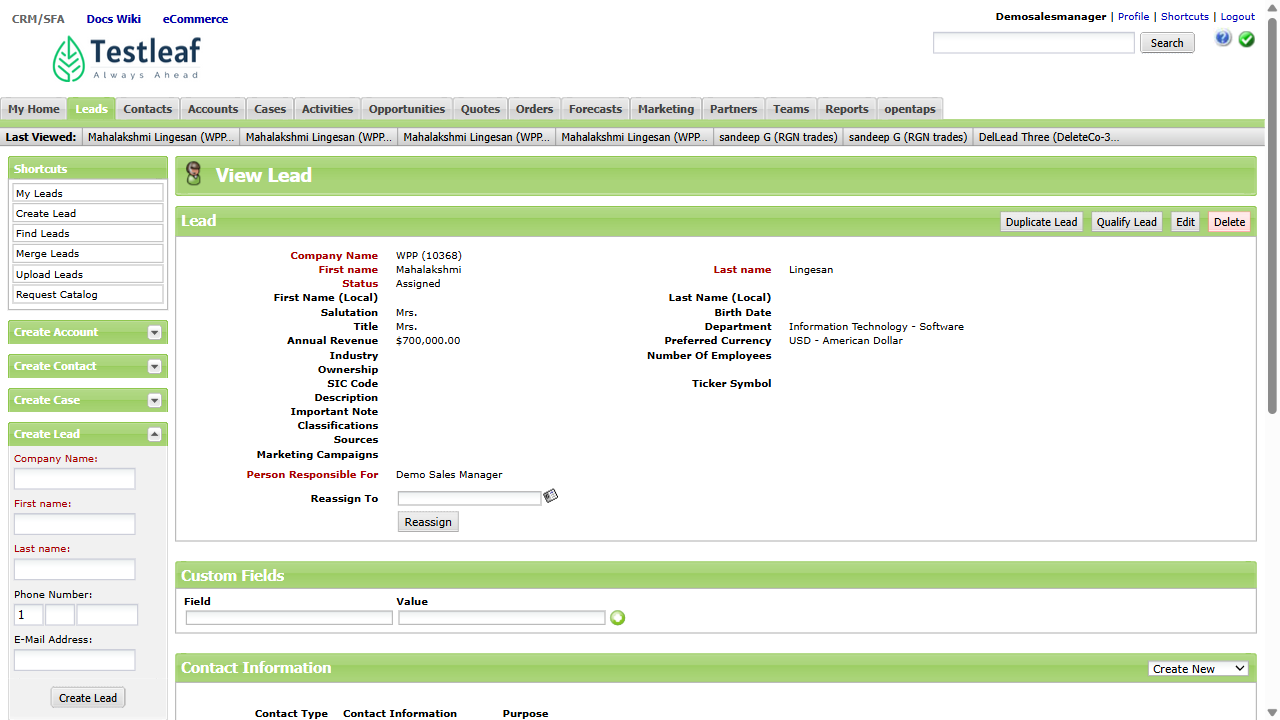 CRM/SFA Docs Wiki eCommerce
Demosalesmanager | Profile | Shortcuts | Logout
Testleaf
Always Ahead
Search
My Home Leads Contacts Accounts Cases Activities Opportunities Quotes Orders Forecasts Marketing Partners Teams Reports opentaps
Last Viewed: Mahalakshmi Lingesan (WPP... Mahalakshmi Lingesan (WPP... Mahalakshmi Lingesan (WPP... Mahalakshmi Lingesan (WPP... sandeep G (RGN trades) sandeep G (RGN trades) DelLead Three (DeleteCo-3...
Shortcuts
My Leads
Create Lead
Find Leads
Merge Leads
Upload Leads
Request Catalog
Create Account
Create Contact
Create Case
Create Lead
Company Name:
First name:
Last name:
Phone Number:
1
E-Mail Address:
Create Lead
View Lead
Lead
Duplicate Lead Qualify Lead Edit Delete
Company Name WPP (10368)
First name Mahalakshmi Last name Lingesan
Status Assigned
First Name (Local) Last Name (Local)
Salutation Mrs. Birth Date
Title Mrs. Department Information Technology - Software
Annual Revenue $700,000.00 Preferred Currency USD - American Dollar
Industry Number Of Employees
Ownership
SIC Code Ticker Symbol
Description
Important Note
Classifications
Sources
Marketing Campaigns
Person Responsible For Demo Sales Manager
Reassign To
Reassign
Custom Fields
Field Value
Contact Information
Create New
Contact Type Contact Information Purpose